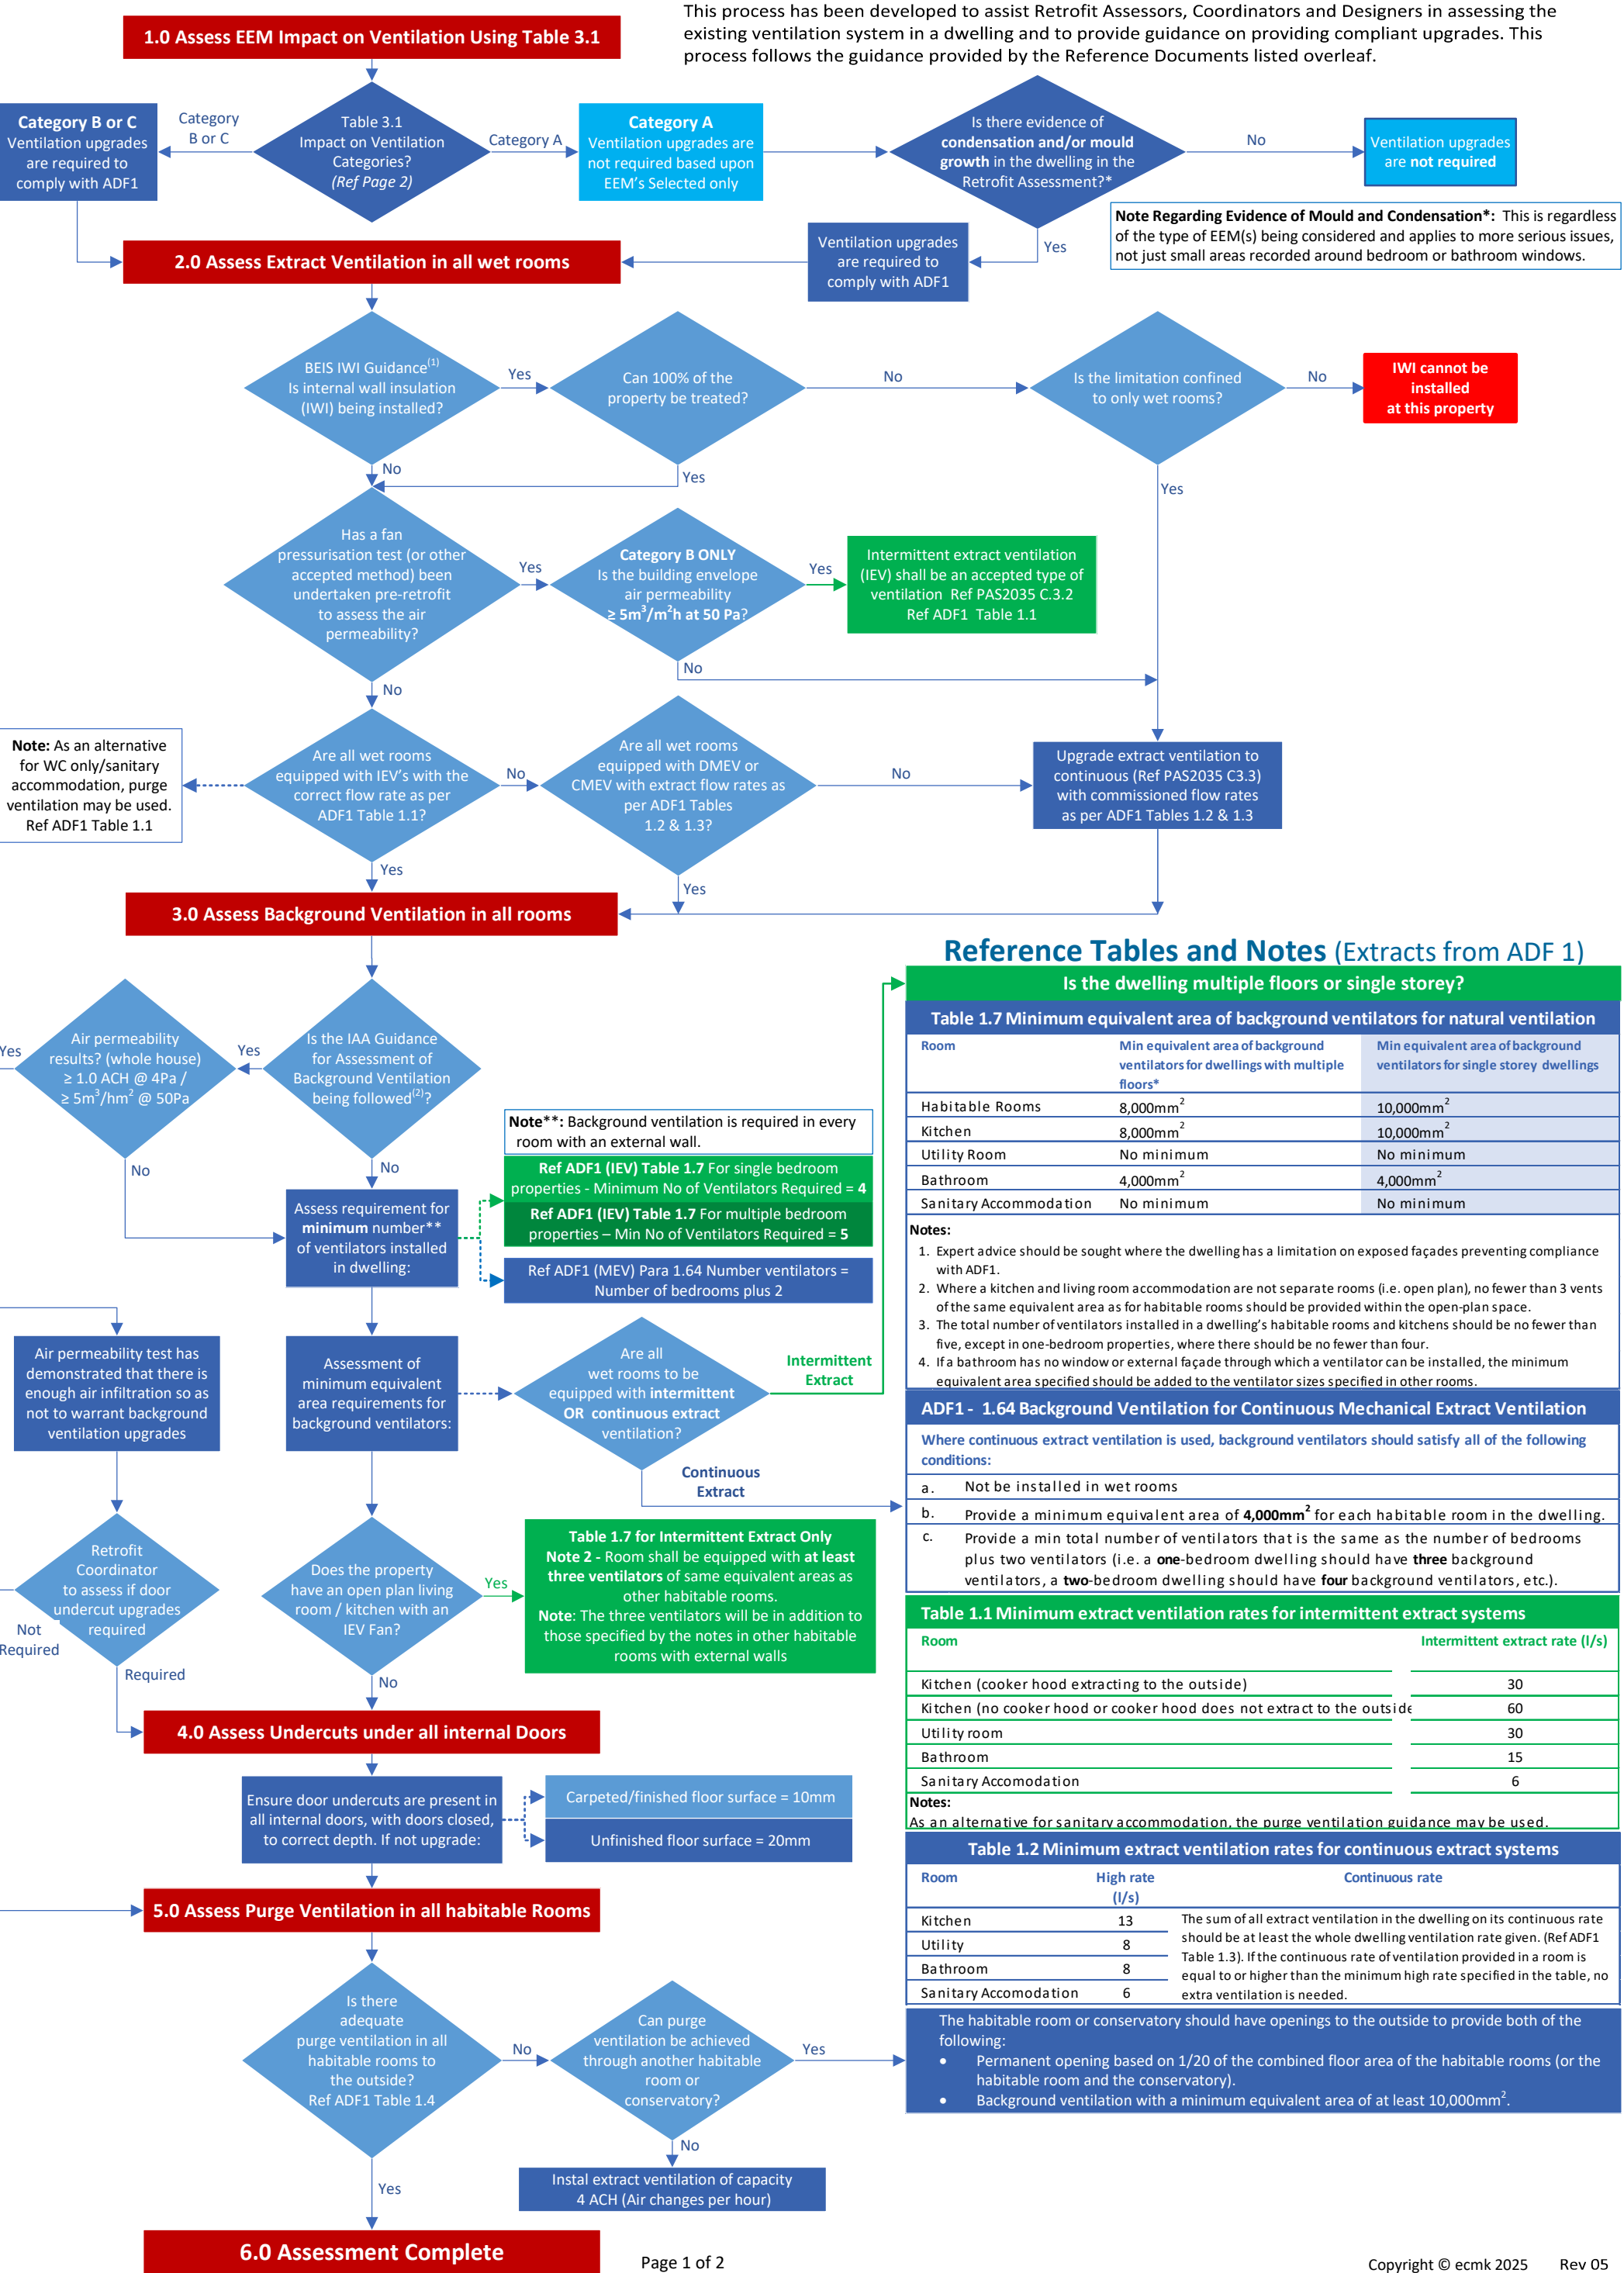 This process has been developed to assist Retrofit Assessors, Coordinators and Designers in assessing the
existing ventilation system in a dwelling and to provide guidance on providing compliant upgrades. This
process follows the guidance provided by the Reference Documents listed overleaf.
1.0 Assess EEM Impact on Ventilation Using Table 3.1
Category B or C
Ventilation upgrades
are required to
comply with ADF1
Category
B or C
Table 3.1
Impact on Ventilation
Categories?
(Ref Page 2)
Category A
Category A
Ventilation upgrades are
not required based upon
EEM's Selected only
Is there evidence of
condensation and/or mould
growth in the dwelling in the
Retrofit Assessment?*
No
Ventilation upgrades
are not required
Yes
Note Regarding Evidence of Mould and Condensation*: This is regardless
of the type of EEM(s) being considered and applies to more serious issues,
not just small areas recorded around bedroom or bathroom windows.
Ventilation upgrades
are required to
comply with ADF1
2.0 Assess Extract Ventilation in all wet rooms
BEIS IWI Guidance(1)
Is internal wall insulation
(IWI) being installed?
Yes
Can 100% of the
property be treated?
No
Is the limitation confined
to only wet rooms?
No
IWI cannot be
installed
at this property
No
Yes
Yes
Has a fan
pressurisation test (or other
accepted method) been
undertaken pre-retrofit
to assess the air
permeability?
Yes
Category B ONLY
Is the building envelope
air permeability
≥ 5m3/m2h at 50 Pa?
Yes
Intermittent extract ventilation
(IEV) shall be an accepted type of
ventilation Ref PAS2035 C.3.2
Ref ADF1 Table 1.1
No
No
Note: As an alternative
for WC only/sanitary
accommodation, purge
ventilation may be used.
Ref ADF1 Table 1.1
Are all wet rooms
equipped with IEV's with the
correct flow rate as per
ADF1 Table 1.1?
No
Are all wet rooms
equipped with DMEV or
CMEV with extract flow rates as
per ADF1 Tables
1.2 & 1.3?
No
Upgrade extract ventilation to
continuous (Ref PAS2035 C3.3)
with commissioned flow rates
as per ADF1 Tables 1.2 & 1.3
Yes
Yes
3.0 Assess Background Ventilation in all rooms
Yes
Air permeability
results? (whole house)
≥ 1.0 ACH @ 4Pa /
≥ 5m3/hm2 @ 50Pa
Yes
Is the IAA Guidance
for Assessment of
Background Ventilation
being followed(2)?
No
No
Note**: Background ventilation is required in every
room with an external wall.
Assess requirement for
minimum number**
of ventilators installed
in dwelling:
Ref ADF1 (IEV) Table 1.7 For single bedroom
properties - Minimum No of Ventilators Required = 4
Ref ADF1 (IEV) Table 1.7 For multiple bedroom
properties – Min No of Ventilators Required = 5
Ref ADF1 (MEV) Para 1.64 Number ventilators =
Number of bedrooms plus 2
Air permeability test has
demonstrated that there is
enough air infiltration so as
not to warrant background
ventilation upgrades
Assessment of
minimum equivalent
area requirements for
background ventilators:
Are all
wet rooms to be
equipped with intermittent
OR continuous extract
ventilation?
Intermittent
Extract
Continuous
Extract
Retrofit
Coordinator
to assess if door
undercut upgrades
required
Not
Required
Required
Does the property
have an open plan living
room / kitchen with an
IEV Fan?
Yes
No
Table 1.7 for Intermittent Extract Only
Note 2 - Room shall be equipped with at least
three ventilators of same equivalent areas as
other habitable rooms.
Note: The three ventilators will be in addition to
those specified by the notes in other habitable
rooms with external walls
4.0 Assess Undercuts under all internal Doors
Ensure door undercuts are present in
all internal doors, with doors closed,
to correct depth. If not upgrade:
Carpeted/finished floor surface = 10mm
Unfinished floor surface = 20mm
5.0 Assess Purge Ventilation in all habitable Rooms
Is there
adequate
purge ventilation in all
habitable rooms to
the outside?
Ref ADF1 Table 1.4
No
Can purge
ventilation be achieved
through another habitable
room or
conservatory?
Yes
No
Yes
Instal extract ventilation of capacity
4 ACH (Air changes per hour)
6.0 Assessment Complete
Reference Tables and Notes (Extracts from ADF 1)
Is the dwelling multiple floors or single storey?
Table 1.7 Minimum equivalent area of background ventilators for natural ventilation
Room Min equivalent area of background ventilators for dwellings with multiple floors* Min equivalent area of background ventilators for single storey dwellings
Habitable Rooms 8,000mm2 10,000mm2
Kitchen 8,000mm2 10,000mm2
Utility Room No minimum No minimum
Bathroom 4,000mm2 4,000mm2
Sanitary Accommodation No minimum No minimum
Notes:
1. Expert advice should be sought where the dwelling has a limitation on exposed façades preventing compliance
with ADF1.
2. Where a kitchen and living room accommodation are not separate rooms (i.e. open plan), no fewer than 3 vents
of the same equivalent area as for habitable rooms should be provided within the open-plan space.
3. The total number of ventilators installed in a dwelling's habitable rooms and kitchens should be no fewer than
five, except in one-bedroom properties, where there should be no fewer than four.
4. If a bathroom has no window or external façade through which a ventilator can be installed, the minimum
equivalent area specified should be added to the ventilator sizes specified in other rooms.
ADF1 - 1.64 Background Ventilation for Continuous Mechanical Extract Ventilation
Where continuous extract ventilation is used, background ventilators should satisfy all of the following
conditions:
a. Not be installed in wet rooms
b. Provide a minimum equivalent area of 4,000mm2 for each habitable room in the dwelling.
c. Provide a min total number of ventilators that is the same as the number of bedrooms
plus two ventilators (i.e. a one-bedroom dwelling should have three background
ventilators, a two-bedroom dwelling should have four background ventilators, etc.).
Table 1.1 Minimum extract ventilation rates for intermittent extract systems
Room Intermittent extract rate (l/s)
Kitchen (cooker hood extracting to the outside) 30
Kitchen (no cooker hood or cooker hood does not extract to the outside 60
Utility room 30
Bathroom 15
Sanitary Accomodation 6
Notes:
As an alternative for sanitary accommodation, the purge ventilation guidance may be used.
Table 1.2 Minimum extract ventilation rates for continuous extract systems
Room High rate (l/s) Continuous rate
Kitchen 13
Utility 8
Bathroom 8
Sanitary Accomodation 6
The sum of all extract ventilation in the dwelling on its continuous rate
should be at least the whole dwelling ventilation rate given. (Ref ADF1
Table 1.3). If the continuous rate of ventilation provided in a room is
equal to or higher than the minimum high rate specified in the table, no
extra ventilation is needed.
The habitable room or conservatory should have openings to the outside to provide both of the
following:
• Permanent opening based on 1/20 of the combined floor area of the habitable rooms (or the
habitable room and the conservatory).
• Background ventilation with a minimum equivalent area of at least 10,000mm2.
Page 1 of 2
Copyright © ecmk 2025 Rev 05